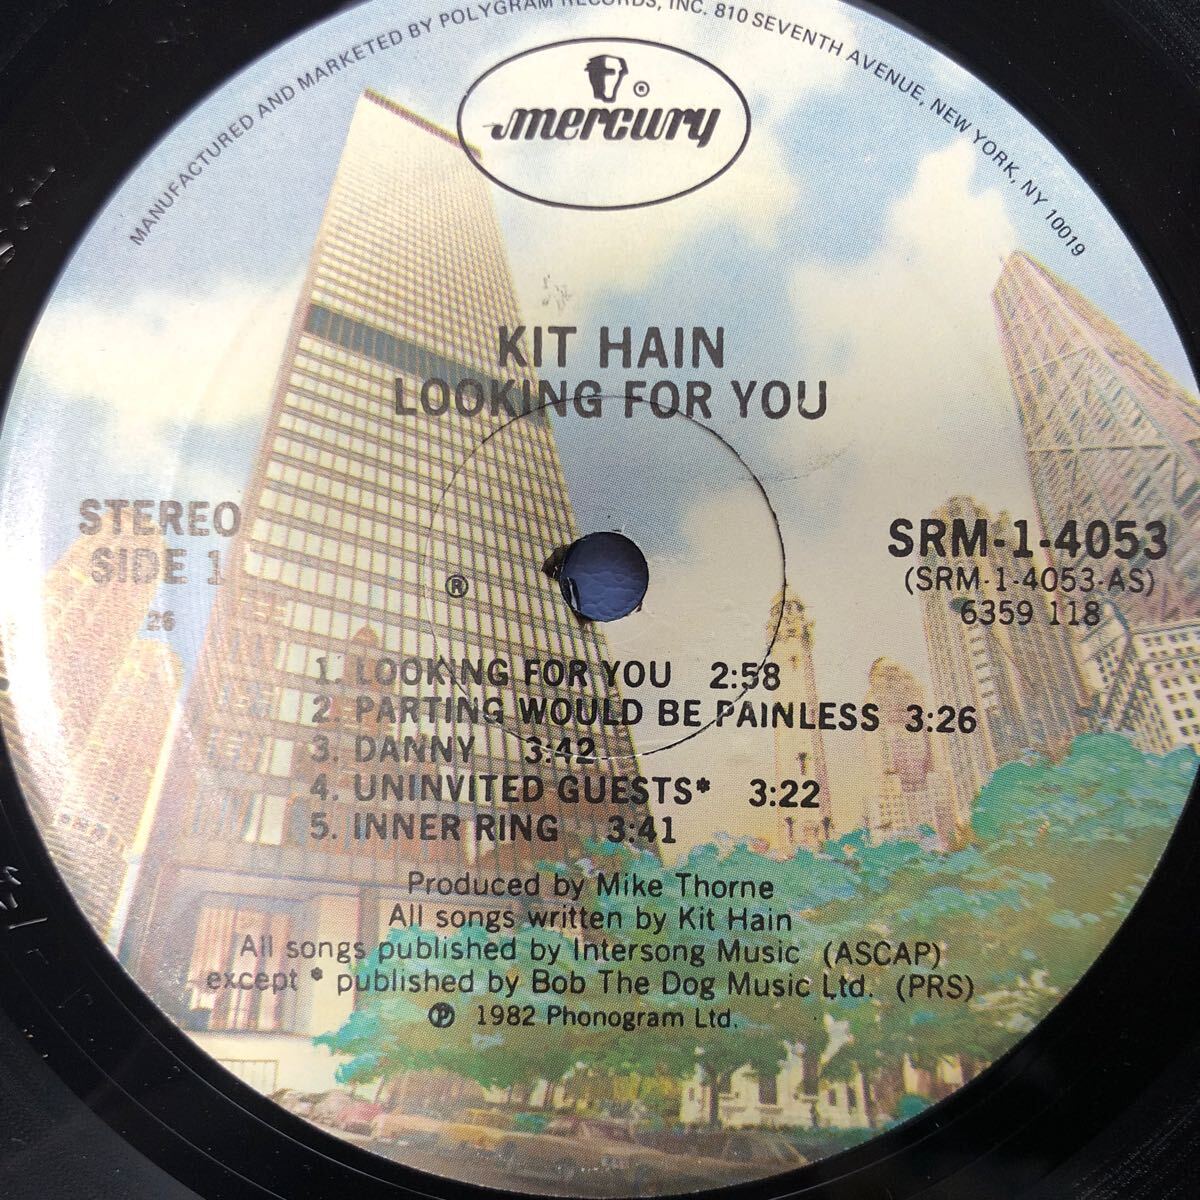 MANUFACTURED AND MARKETED BY POLYGRAM RECORDS, INC. 810 SEVENTH AVENUE, NEW YORK, NY 10019
®
mercury
KIT HAIN
LOOKING FOR YOU
STEREO
SIDE 1
26
SRM-1-4053
(SRM-1-4053-AS)
6359 118
®
1. LOOKING FOR YOU 2:58
2. PARTING WOULD BE PAINLESS 3:26
3. DANNY 3:42
4. UNINVITED GUESTS* 3:22
5. INNER RING 3:41
Produced by Mike Thorne
All songs written by Kit Hain
All songs published by Intersong Music (ASCAP)
except * published by Bob The Dog Music Ltd. (PRS)
℗ 1982 Phonogram Ltd.